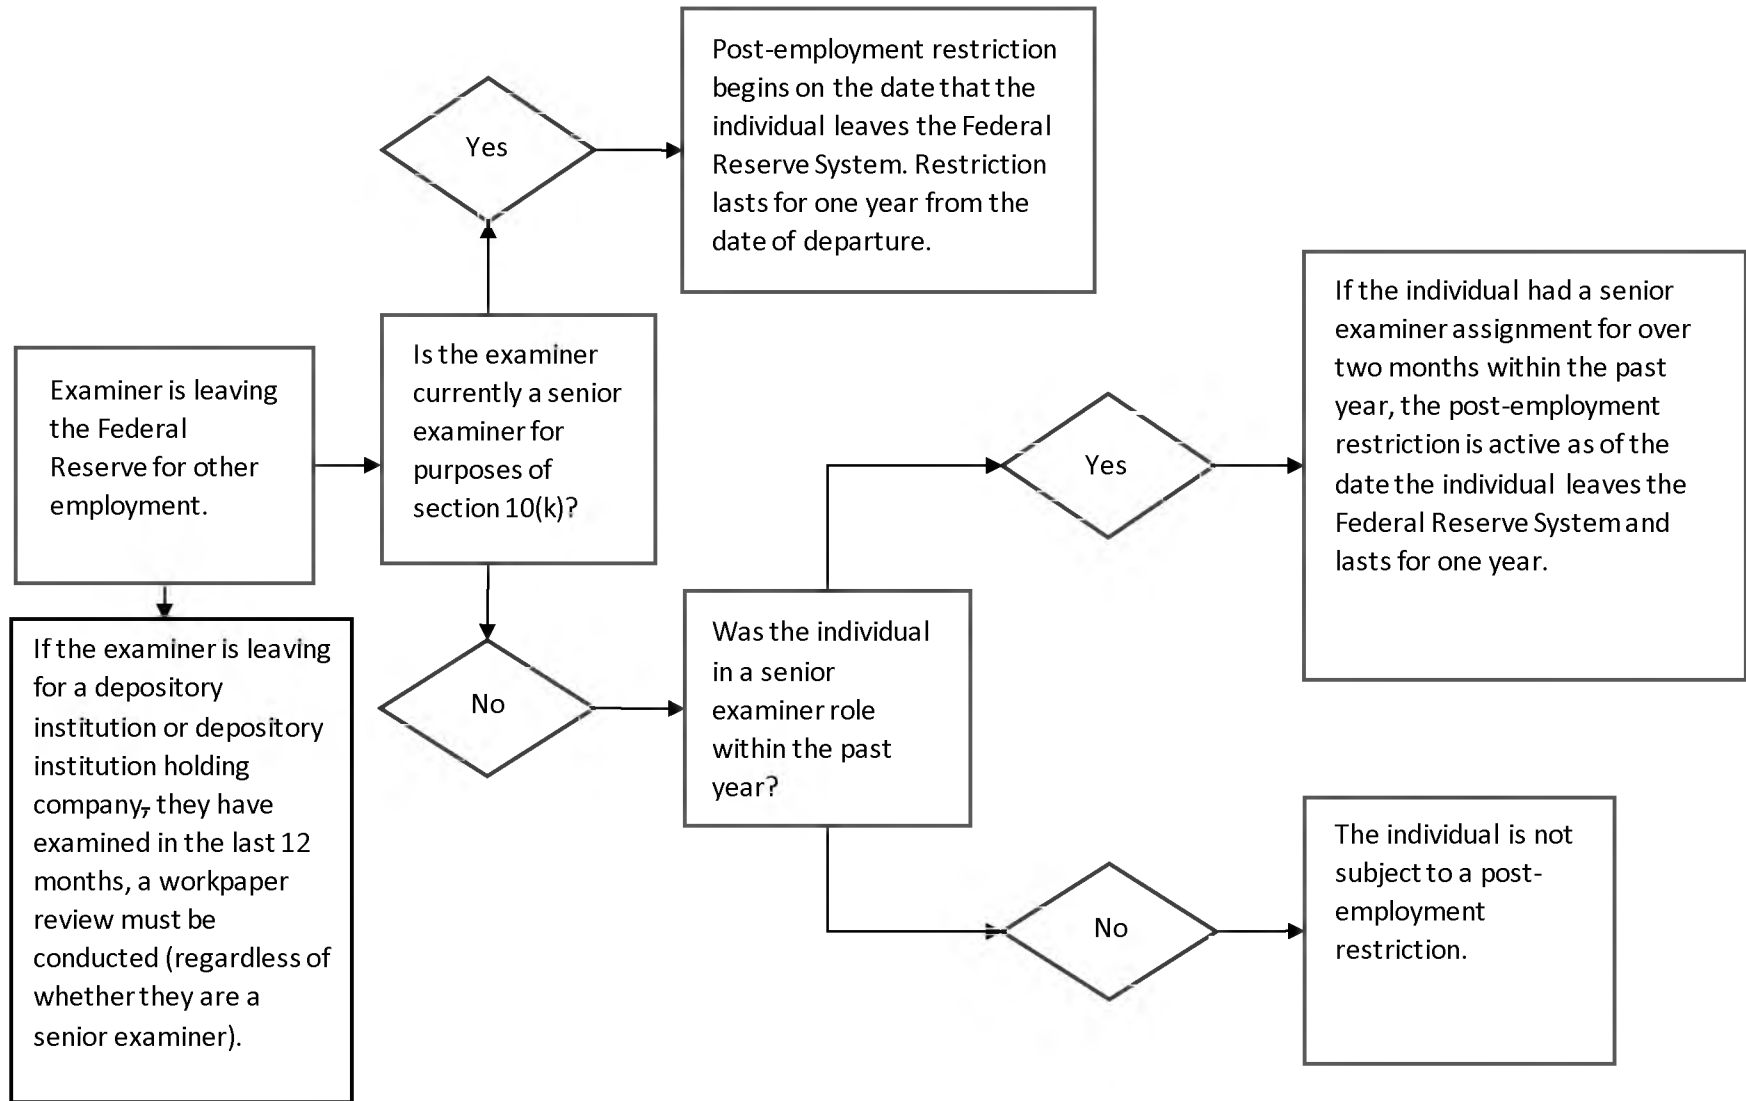 Examiner is leaving
the Federal
Reserve for other
employment.
If the examiner is leaving
for a depository
institution or depository
institution holding
company, they have
examined in the last 12
months, a workpaper
review must be
conducted (regardless of
whether they are a
senior examiner).
Is the examiner
currently a senior
examiner for
purposes of
section 10(k)?
Yes
Post-employment restriction
begins on the date that the
individual leaves the Federal
Reserve System. Restriction
lasts for one year from the
date of departure.
No
Was the individual
in a senior
examiner role
within the past
year?
Yes
If the individual had a senior
examiner assignment for over
two months within the past
year, the post-employment
restriction is active as of the
date the individual leaves the
Federal Reserve System and
lasts for one year.
No
The individual is not
subject to a post-
employment
restriction.